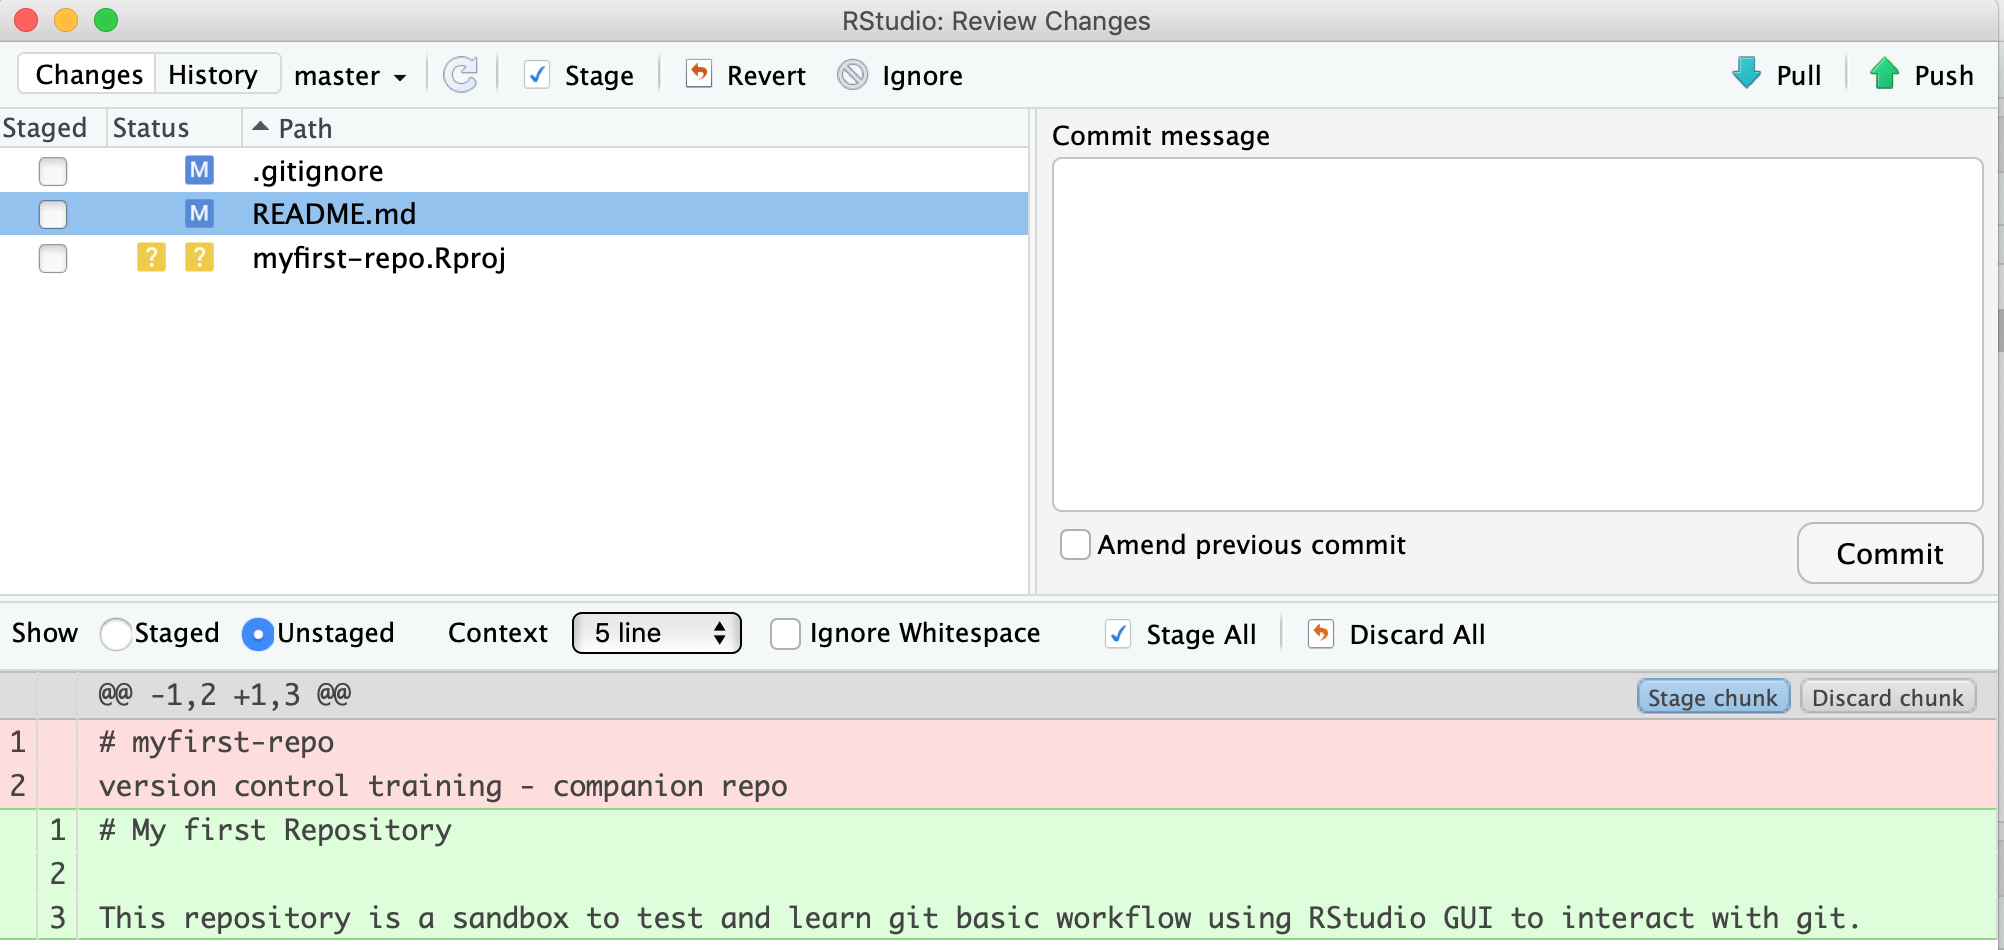 RStudio: Review Changes
Changes History master Stage Revert Ignore Pull Push
Staged Status Path
M .gitignore
M README.md
? ? myfirst-repo.Rproj
Commit message
Amend previous commit
Commit
Show Staged Unstaged Context 5 line Ignore Whitespace Stage All Discard All
@@ -1,2 +1,3 @@ Stage chunk Discard chunk
1 # myfirst-repo
2 version control training - companion repo
1 # My first Repository
2
3 This repository is a sandbox to test and learn git basic workflow using RStudio GUI to interact with git.